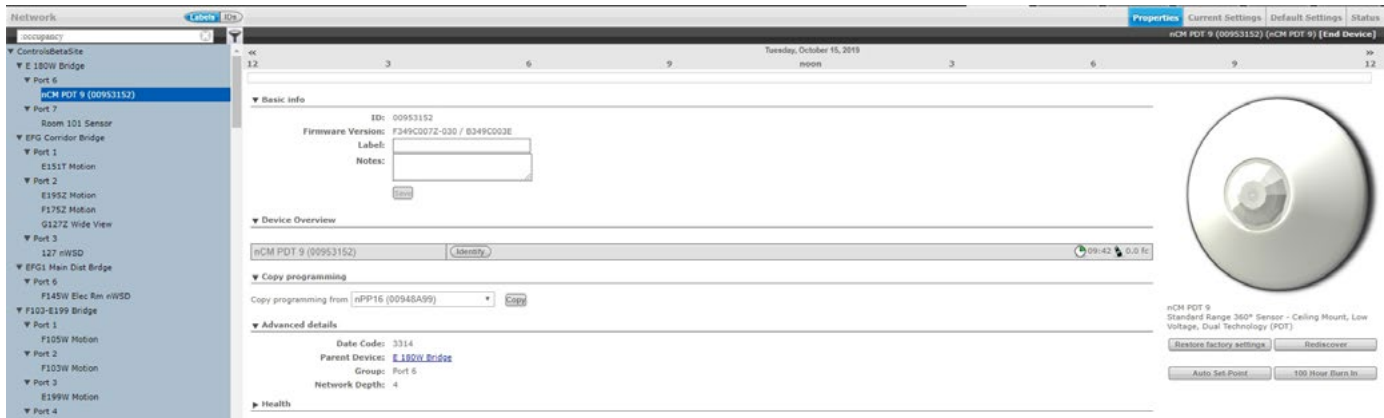 Network Labels IDs Properties Current Settings Default Settings Status
:occupancy nCM PDT 9 (00953152) (nCM PDT 9) [End Device]
ControlsBetaSite
E 180W Bridge
Port 6
nCM PDT 9 (00953152)
Port 7
Room 101 Sensor
EFG Corridor Bridge
Port 1
E151T Motion
Port 2
E195Z Motion
F175Z Motion
G127Z Wide View
Port 3
127 nWSD
EFG1 Main Dist Brdge
Port 6
F145W Elec Rm nWSD
F103-E199 Bridge
Port 1
F105W Motion
Port 2
F103W Motion
Port 3
E199W Motion
Port 4
« Tuesday, October 15, 2019 »
12 3 6 9 noon 3 6 9 12
Basic info
ID: 00953152
Firmware Version: F349C007Z-030 / B349C003E
Label:
Notes:
Save
Device Overview
nCM PDT 9 (00953152) Identify 09:42 0.0 fc
Copy programming
Copy programming from nPP16 (00948A99) Copy
Advanced details
Date Code: 3314
Parent Device: E 180W Bridge
Group: Port 6
Network Depth: 4
Health
nCM PDT 9
Standard Range 360° Sensor - Ceiling Mount, Low
Voltage, Dual Technology (PDT)
Restore factory settings Rediscover
Auto Set-Point 100 Hour Burn In